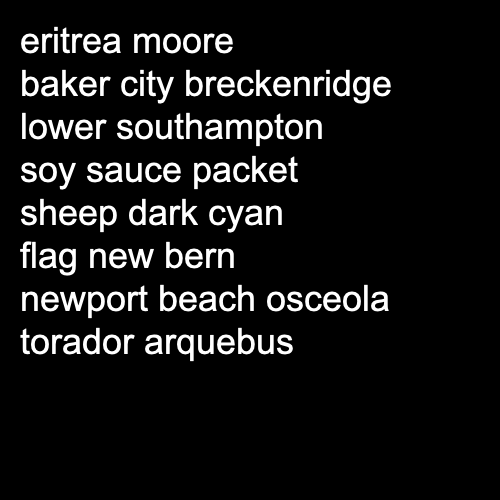 eritrea moore
baker city breckenridge
lower southampton
soy sauce packet
sheep dark cyan
flag new bern
newport beach osceola
torador arquebus